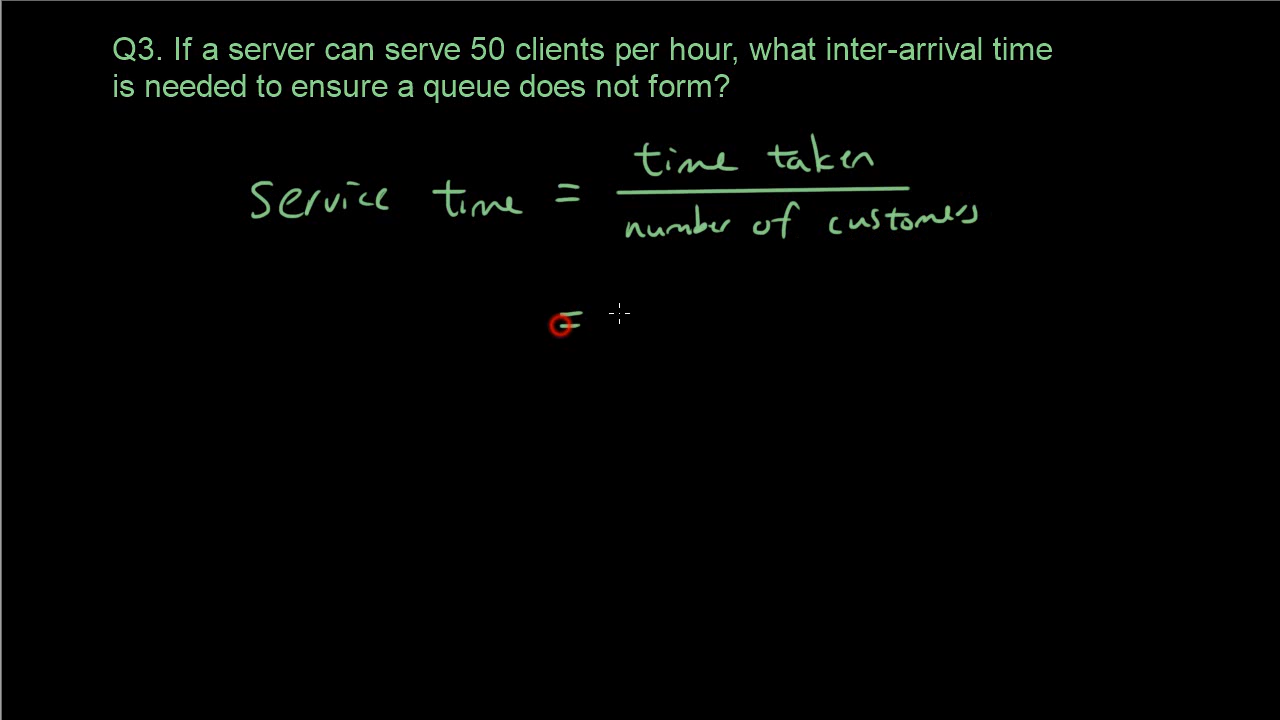 Q3. If a server can serve 50 clients per hour, what inter-arrival time
is needed to ensure a queue does not form?
service time = time taken
number of customers
=